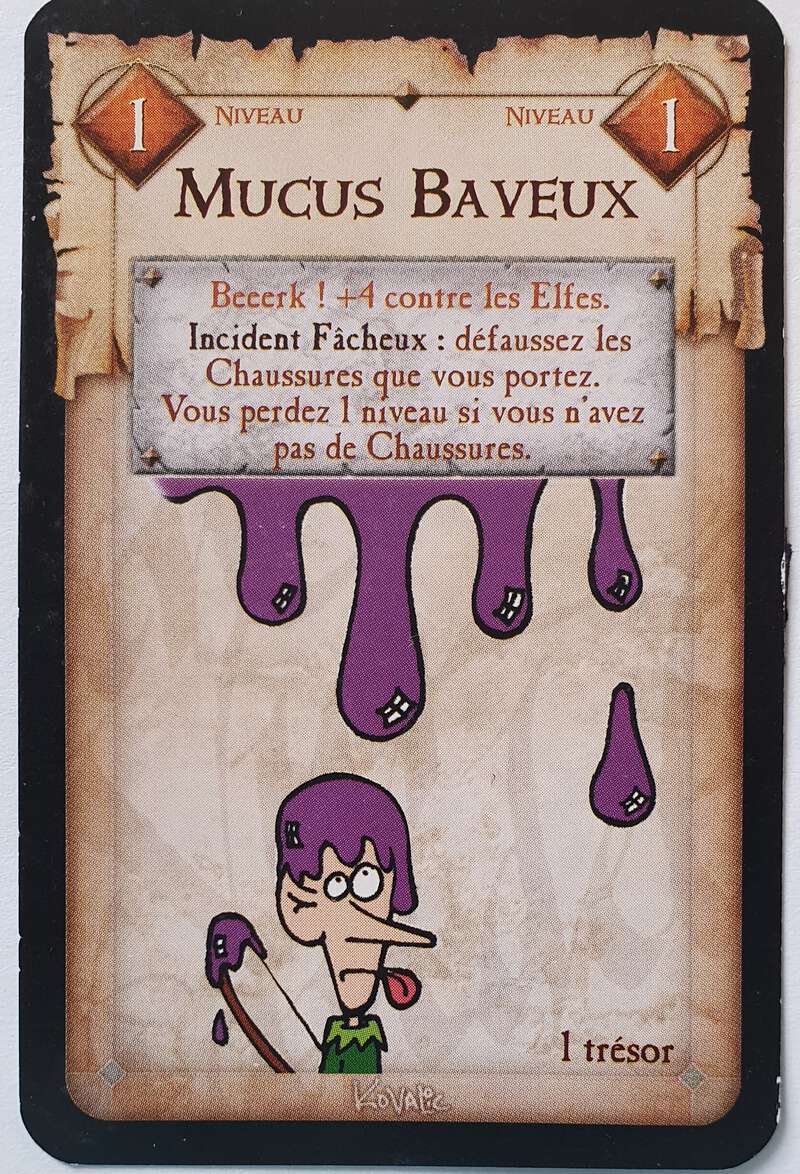 1 Niveau Niveau 1
Mucus Baveux
Beeerk ! +4 contre les Elfes.
Incident Fâcheux : défaussez les
Chaussures que vous portez.
Vous perdez 1 niveau si vous n'avez
pas de Chaussures.
1 trésor
Kovalic